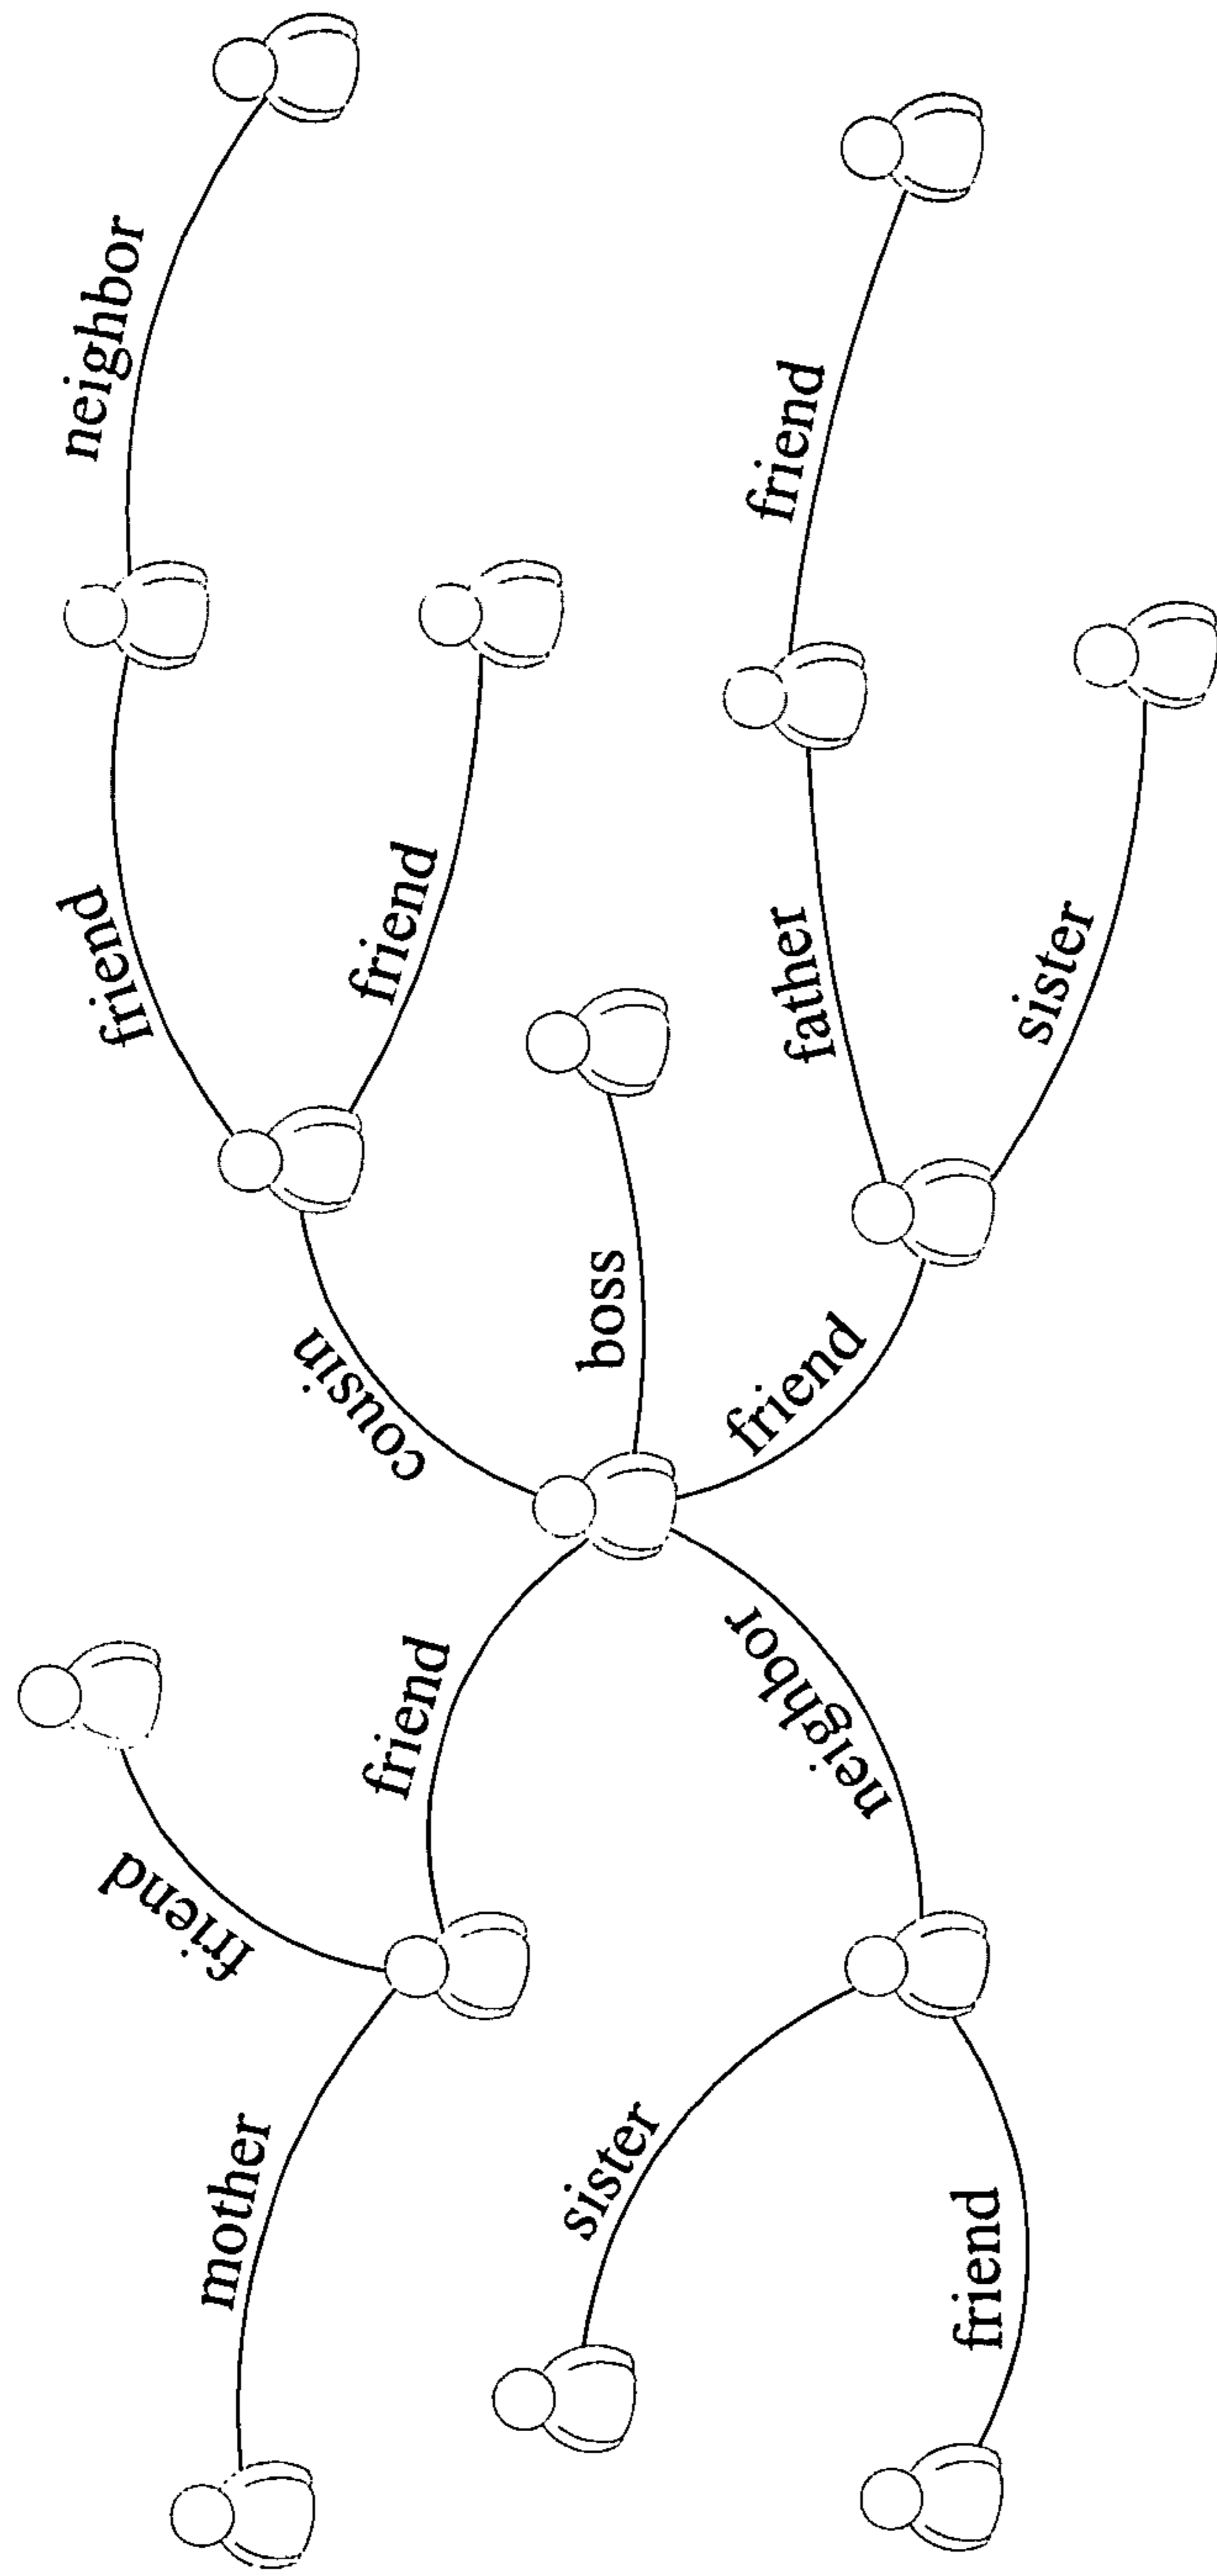 friend
neighbor
friend
mother
cousin
friend
friend
sister
boss
neighbor
friend
father
friend
friend
sister